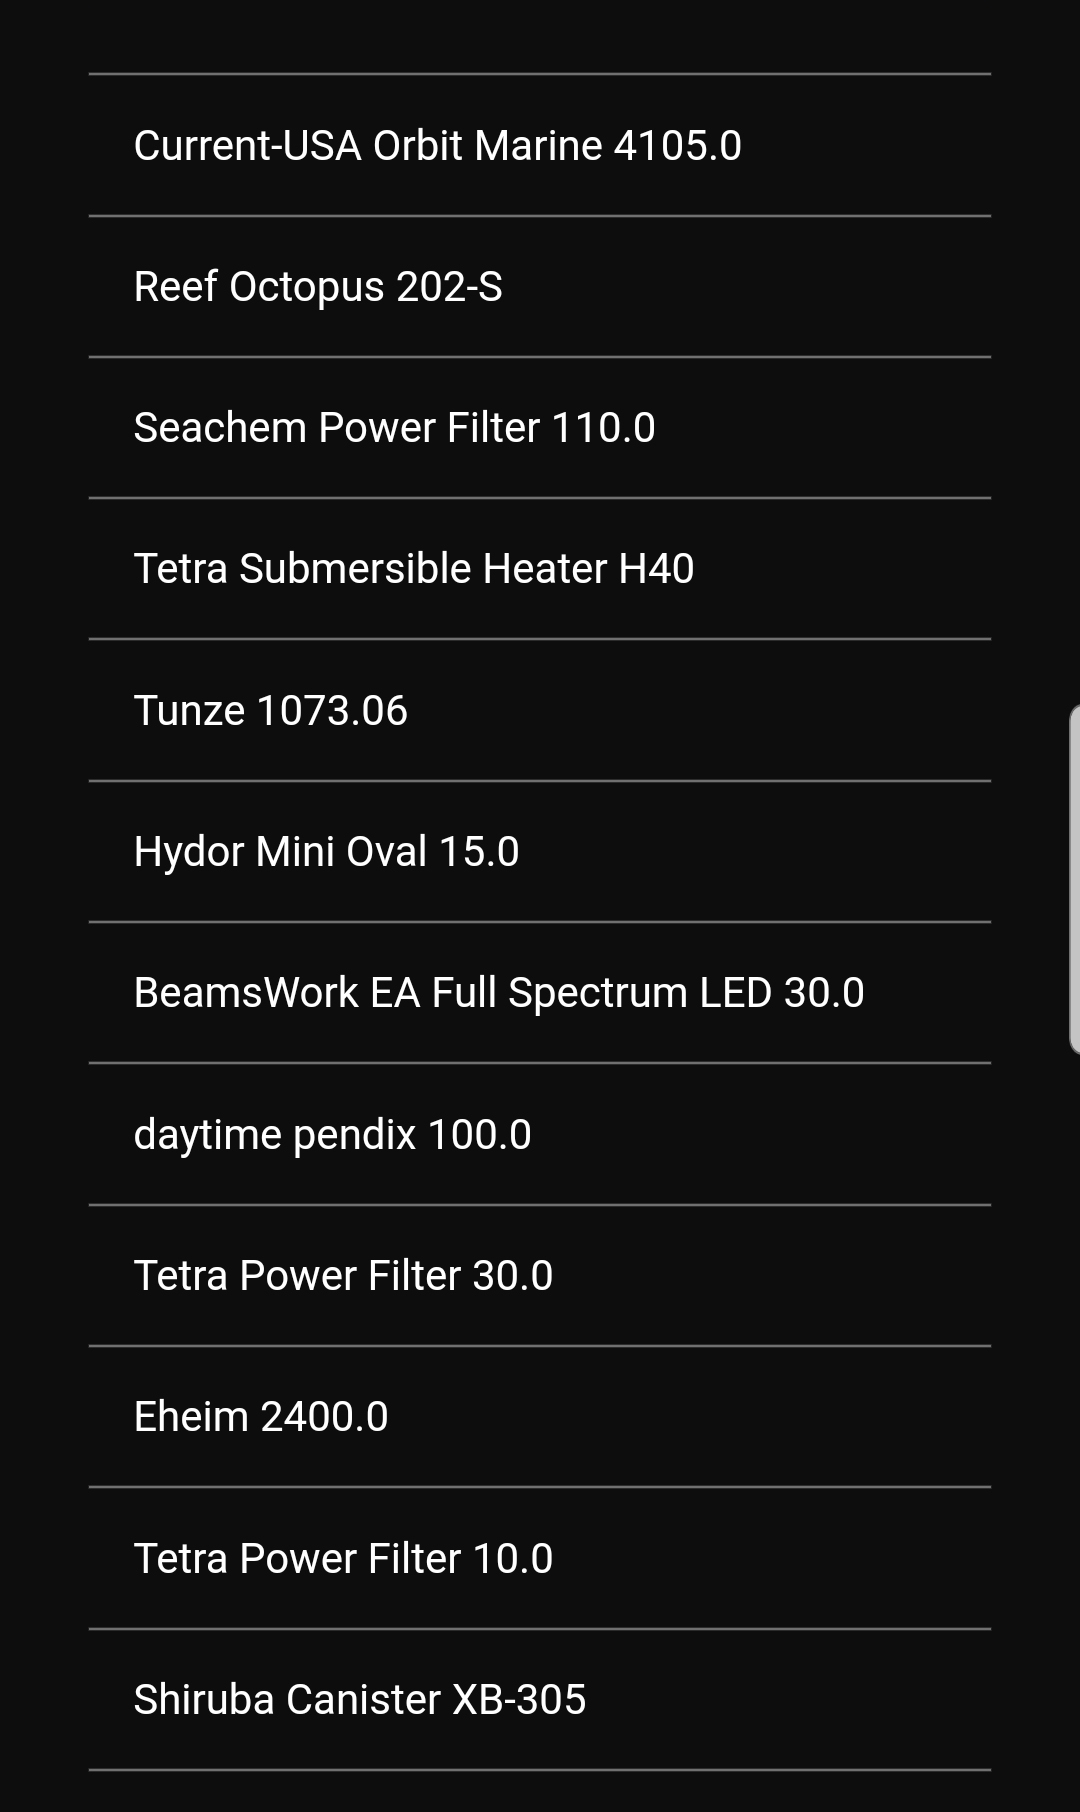 Current-USA Orbit Marine 4105.0
Reef Octopus 202-S
Seachem Power Filter 110.0
Tetra Submersible Heater H40
Tunze 1073.06
Hydor Mini Oval 15.0
BeamsWork EA Full Spectrum LED 30.0
daytime pendix 100.0
Tetra Power Filter 30.0
Eheim 2400.0
Tetra Power Filter 10.0
Shiruba Canister XB-305